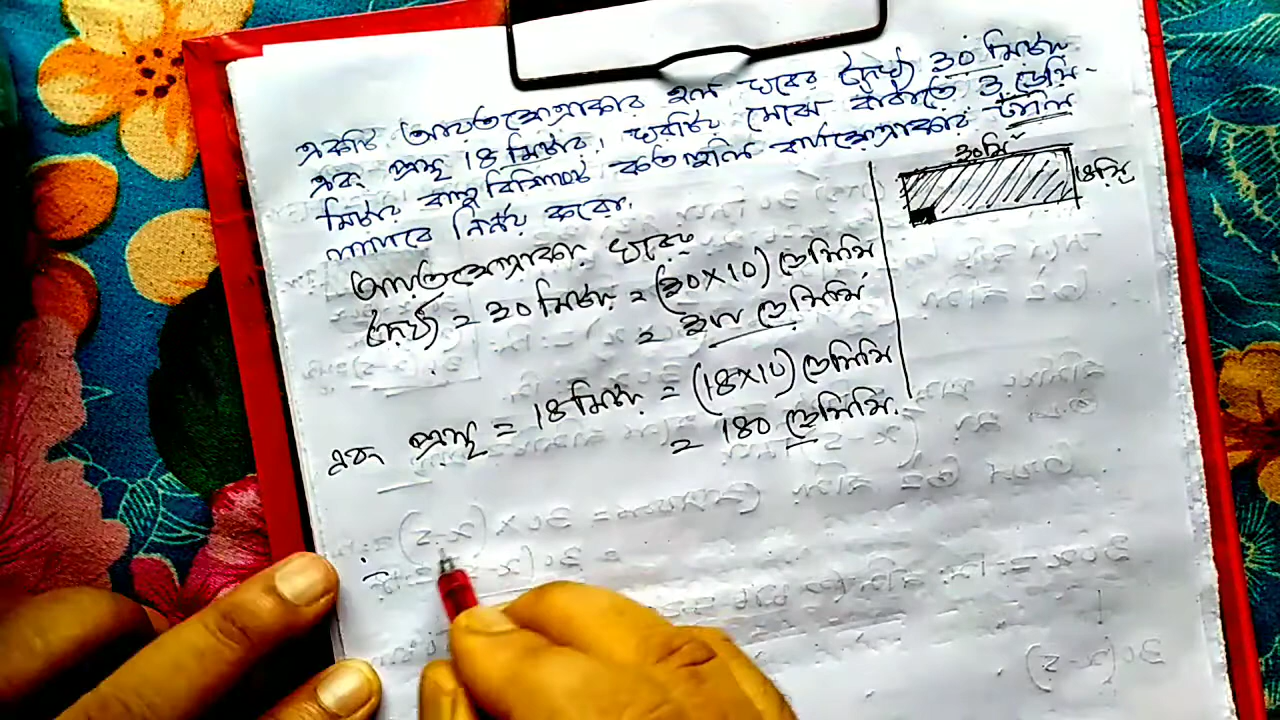 একটি আয়তক্ষেত্রাকার হল ঘরের দৈর্ঘ্য 30 মিটার
এবং প্রস্থ 18 মিটার। ঘরটির মেঝে বাঁধাতে 3 ডেসি-
মিটার বাহু বিশিষ্ট কতগুলি বর্গক্ষেত্রাকার টালি
লাগবে নির্ণয় করো।
30মি
18মি
আয়তক্ষেত্রাকার ঘরের
দৈর্ঘ্য = 30 মিটার = (30×10) ডেসিমি
= 300 ডেসিমি
এবং প্রস্থ = 18 মিটার = (18×10) ডেসিমি
= 180 ডেসিমি.
∴